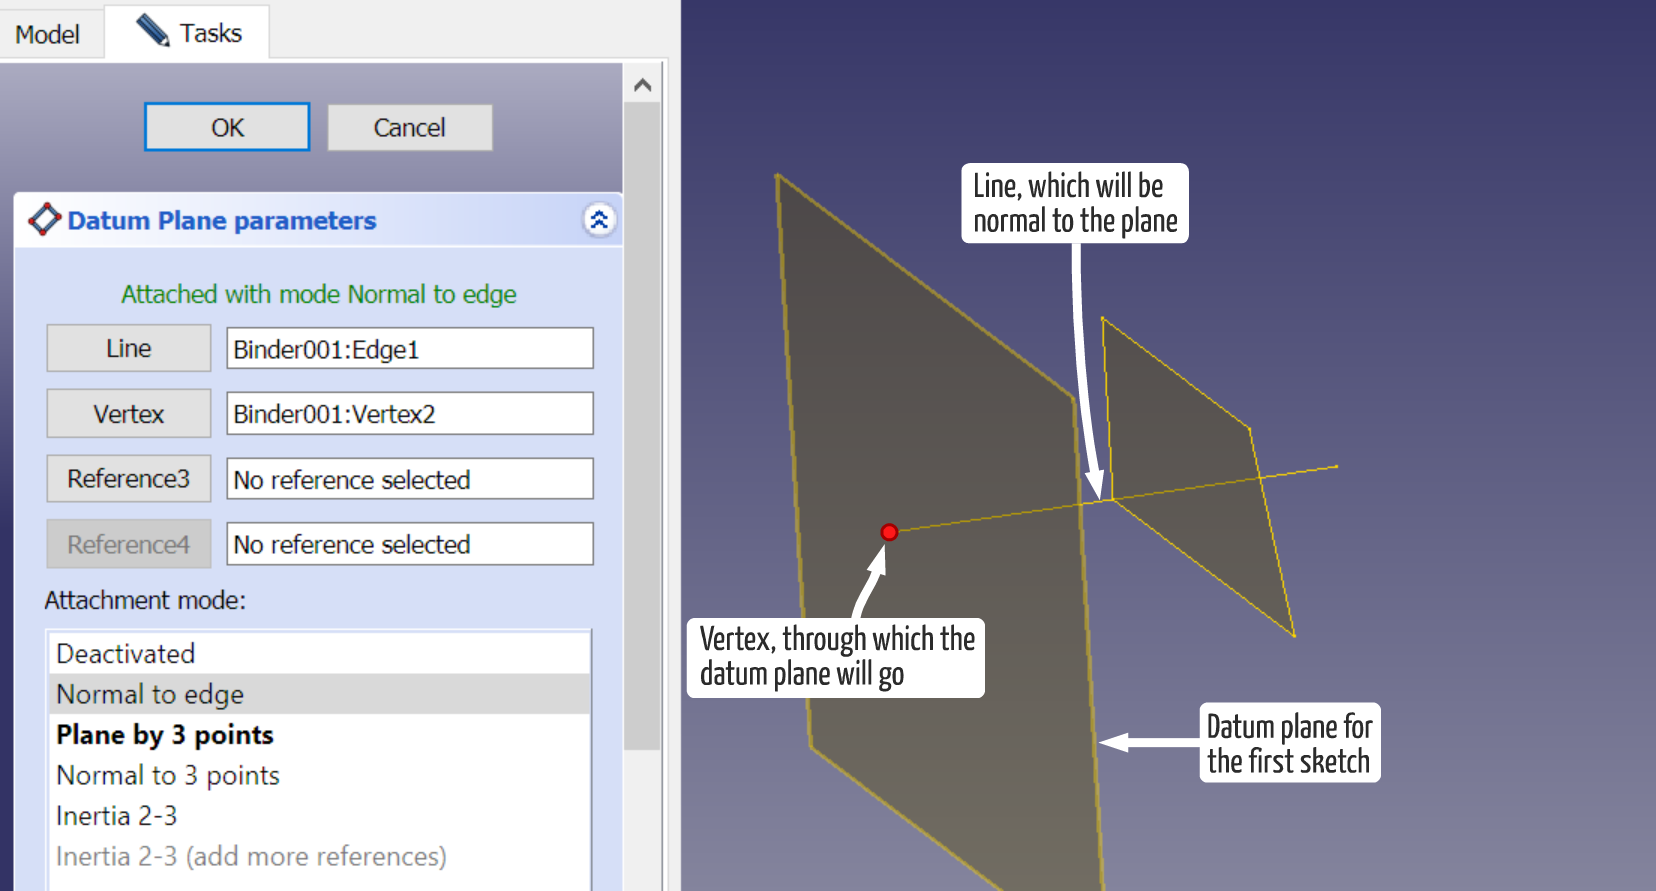 Model
Tasks
OK
Cancel
Datum Plane parameters
Attached with mode Normal to edge
Line
Binder001:Edge1
Vertex
Binder001:Vertex2
Reference3
No reference selected
Reference4
No reference selected
Attachment mode:
Deactivated
Normal to edge
Plane by 3 points
Normal to 3 points
Inertia 2-3
Inertia 2-3 (add more references)
Line, which will be
normal to the plane
Vertex, through which the
datum plane will go
Datum plane for
the first sketch